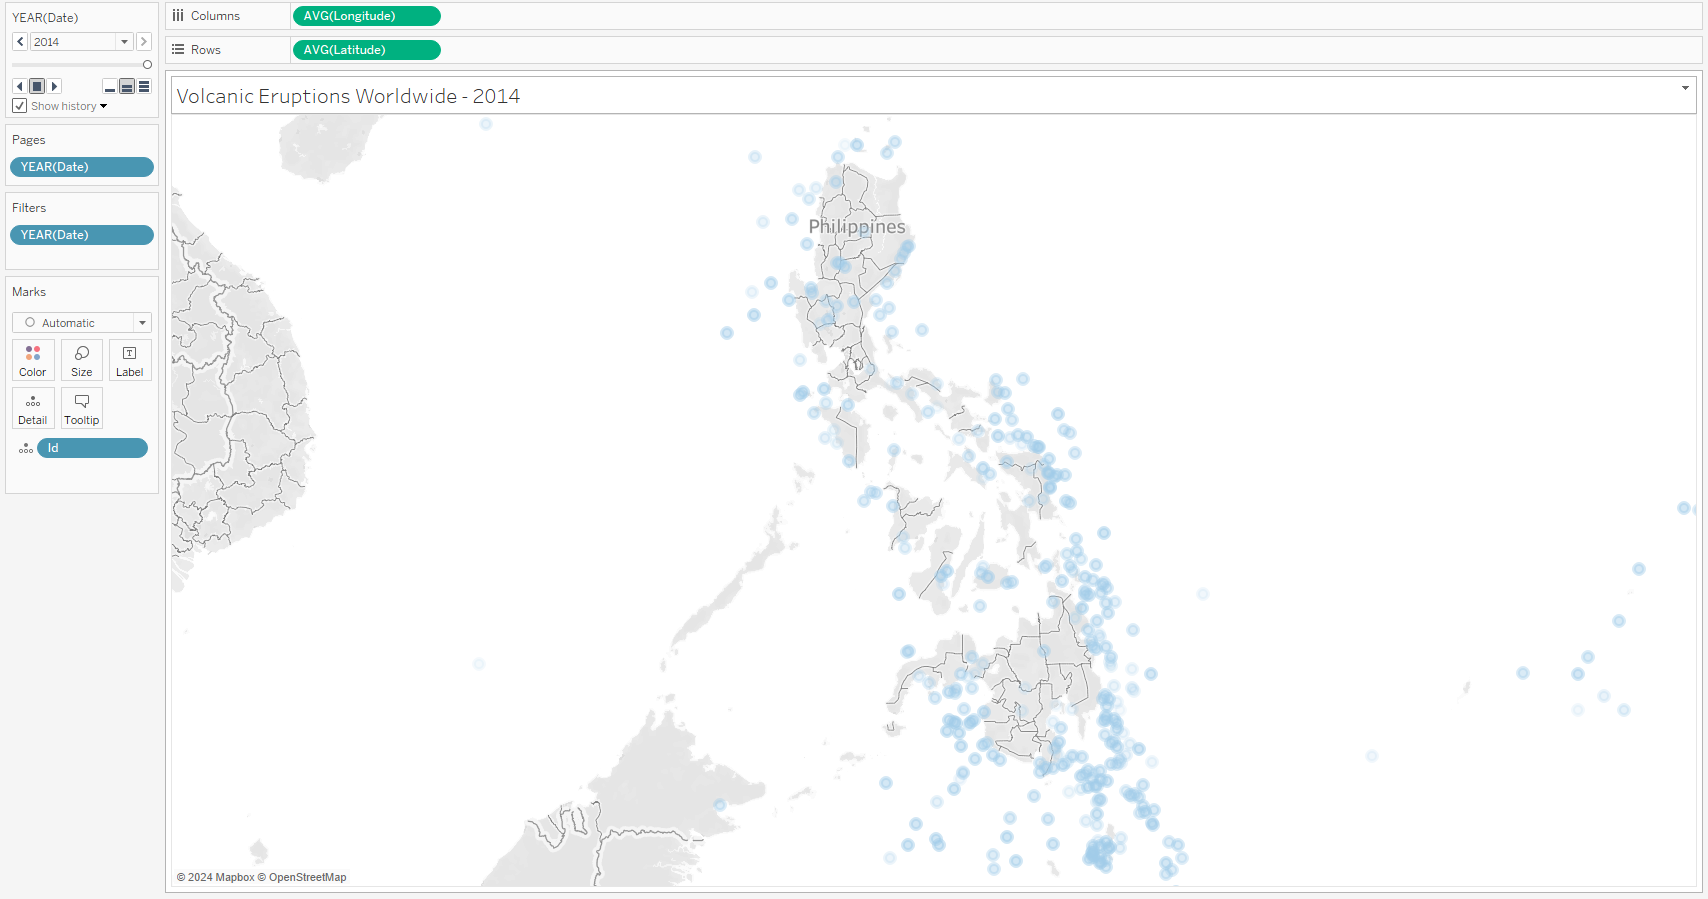 YEAR(Date)
2014
Show history
Pages
YEAR(Date)
Filters
YEAR(Date)
Marks
Automatic
Color
Size
T
Label
Detail
Tooltip
Id
Columns
AVG(Longitude)
Rows
AVG(Latitude)
Volcanic Eruptions Worldwide - 2014
Philippines
© 2024 Mapbox © OpenStreetMap